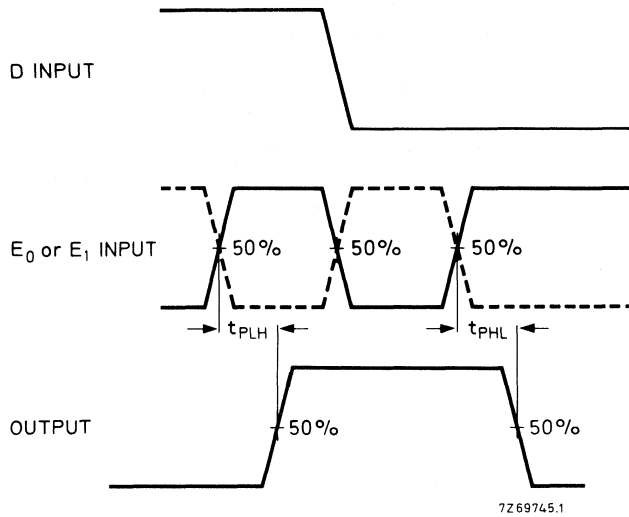 D INPUT
E₀ or E₁ INPUT
50%
50%
50%
tPLH
tPHL
OUTPUT
50%
50%
7Z69745.1